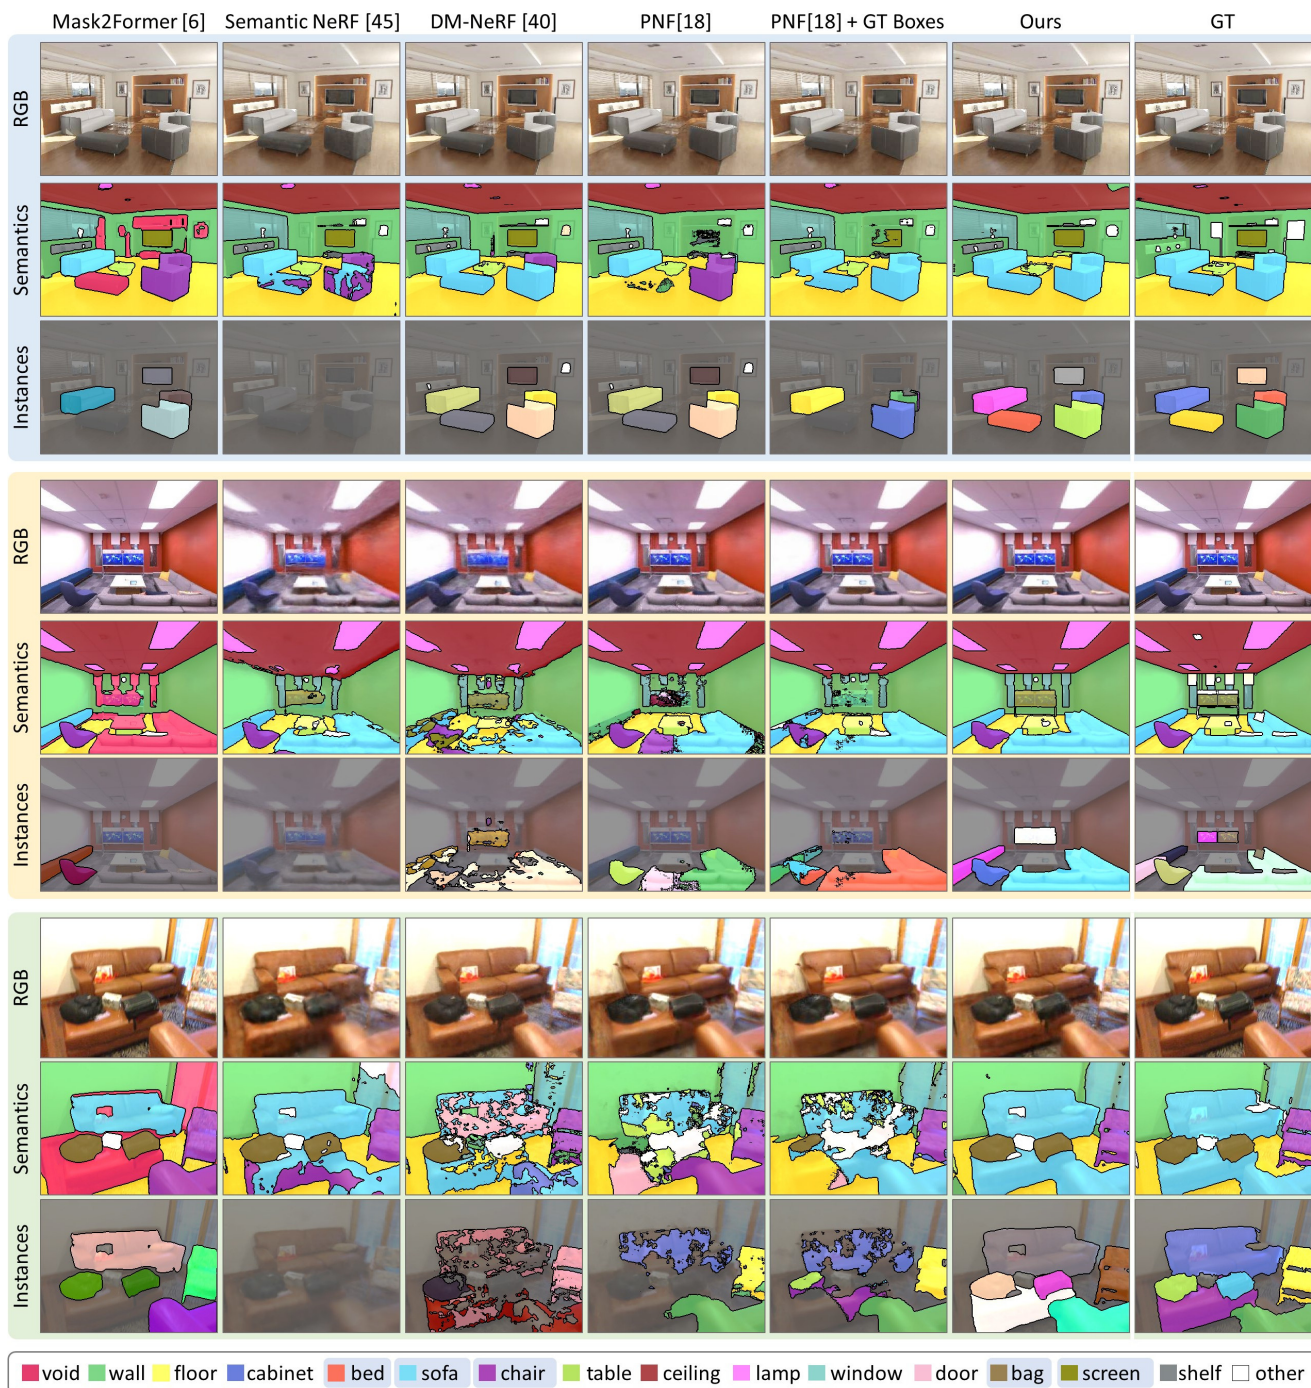 Mask2Former [6] Semantic NeRF [45] DM-NeRF [40] PNF[18] PNF[18] + GT Boxes Ours GT
RGB
Semantics
Instances
RGB
Semantics
Instances
RGB
Semantics
Instances
void wall floor cabinet bed sofa chair table ceiling lamp window door bag screen shelf other